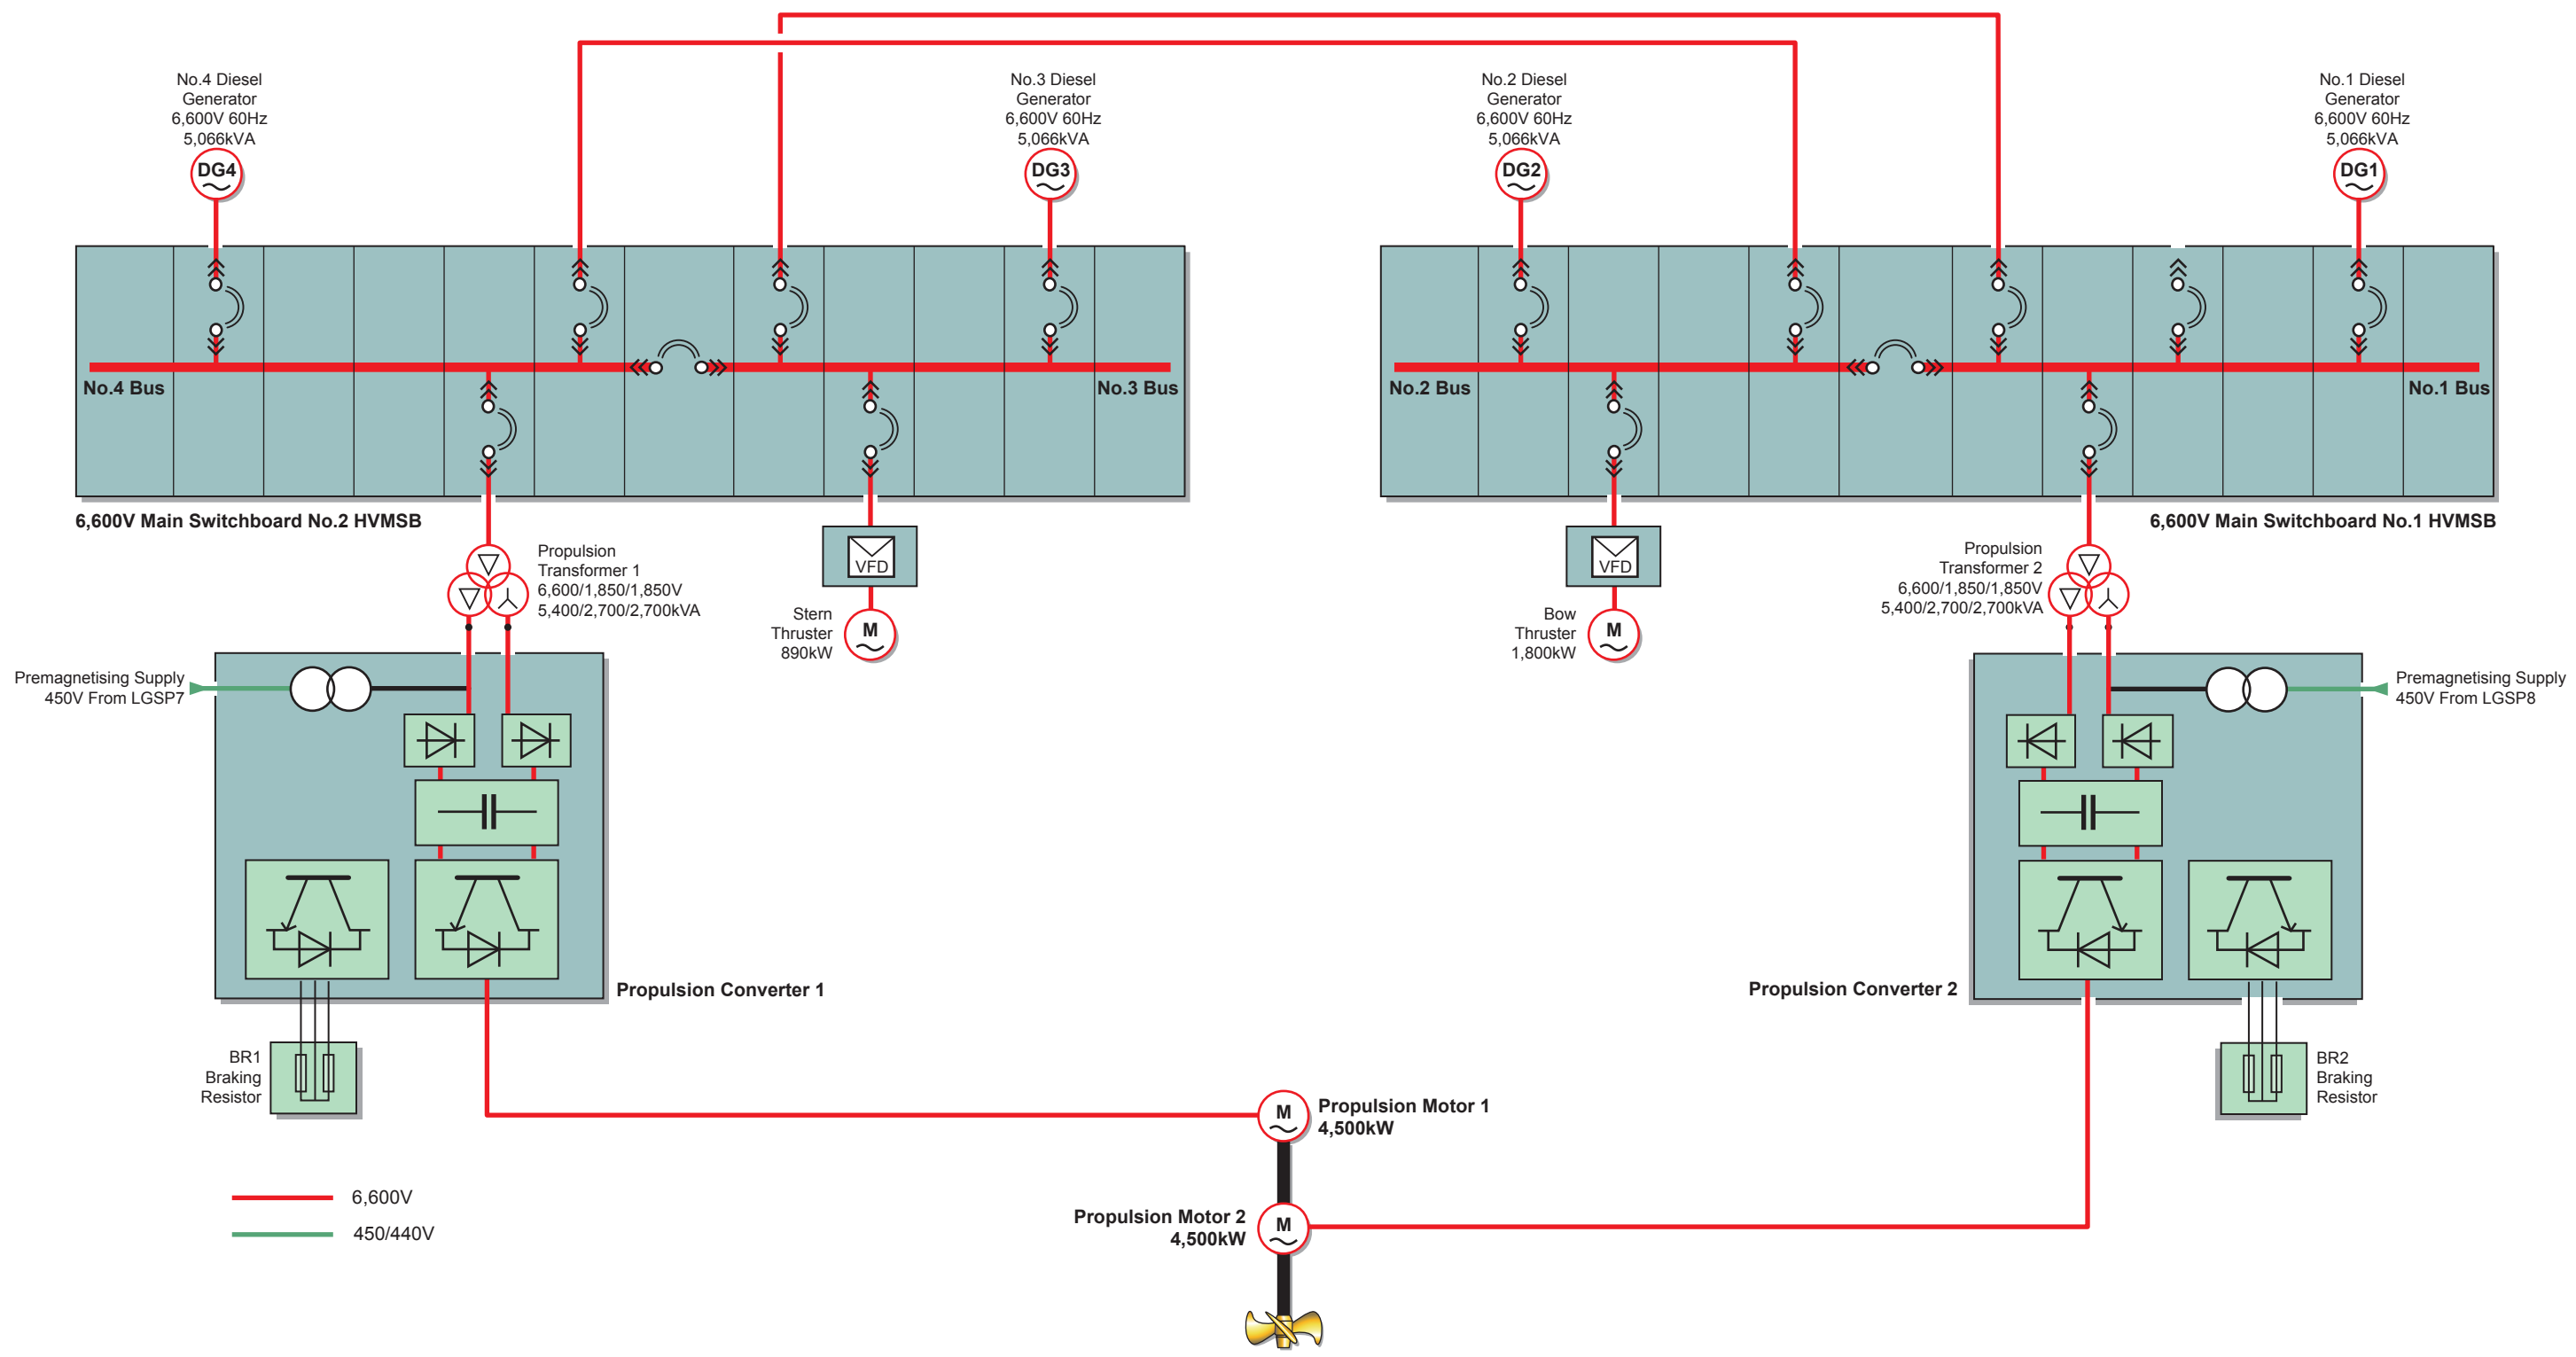 No.4 Diesel
Generator
6,600V 60Hz
5,066kVA
DG4
No.3 Diesel
Generator
6,600V 60Hz
5,066kVA
DG3
No.2 Diesel
Generator
6,600V 60Hz
5,066kVA
DG2
No.1 Diesel
Generator
6,600V 60Hz
5,066kVA
DG1
No.4 Bus
No.3 Bus
No.2 Bus
No.1 Bus
6,600V Main Switchboard No.2 HVMSB
6,600V Main Switchboard No.1 HVMSB
Propulsion
Transformer 1
6,600/1,850/1,850V
5,400/2,700/2,700kVA
VFD
Stern
Thruster
890kW
M
VFD
Bow
Thruster
1,800kW
M
Propulsion
Transformer 2
6,600/1,850/1,850V
5,400/2,700/2,700kVA
Premagnetising Supply
450V From LGSP7
Premagnetising Supply
450V From LGSP8
Propulsion Converter 1
Propulsion Converter 2
BR1
Braking
Resistor
BR2
Braking
Resistor
M
Propulsion Motor 1
4,500kW
Propulsion Motor 2
4,500kW
M
6,600V
450/440V